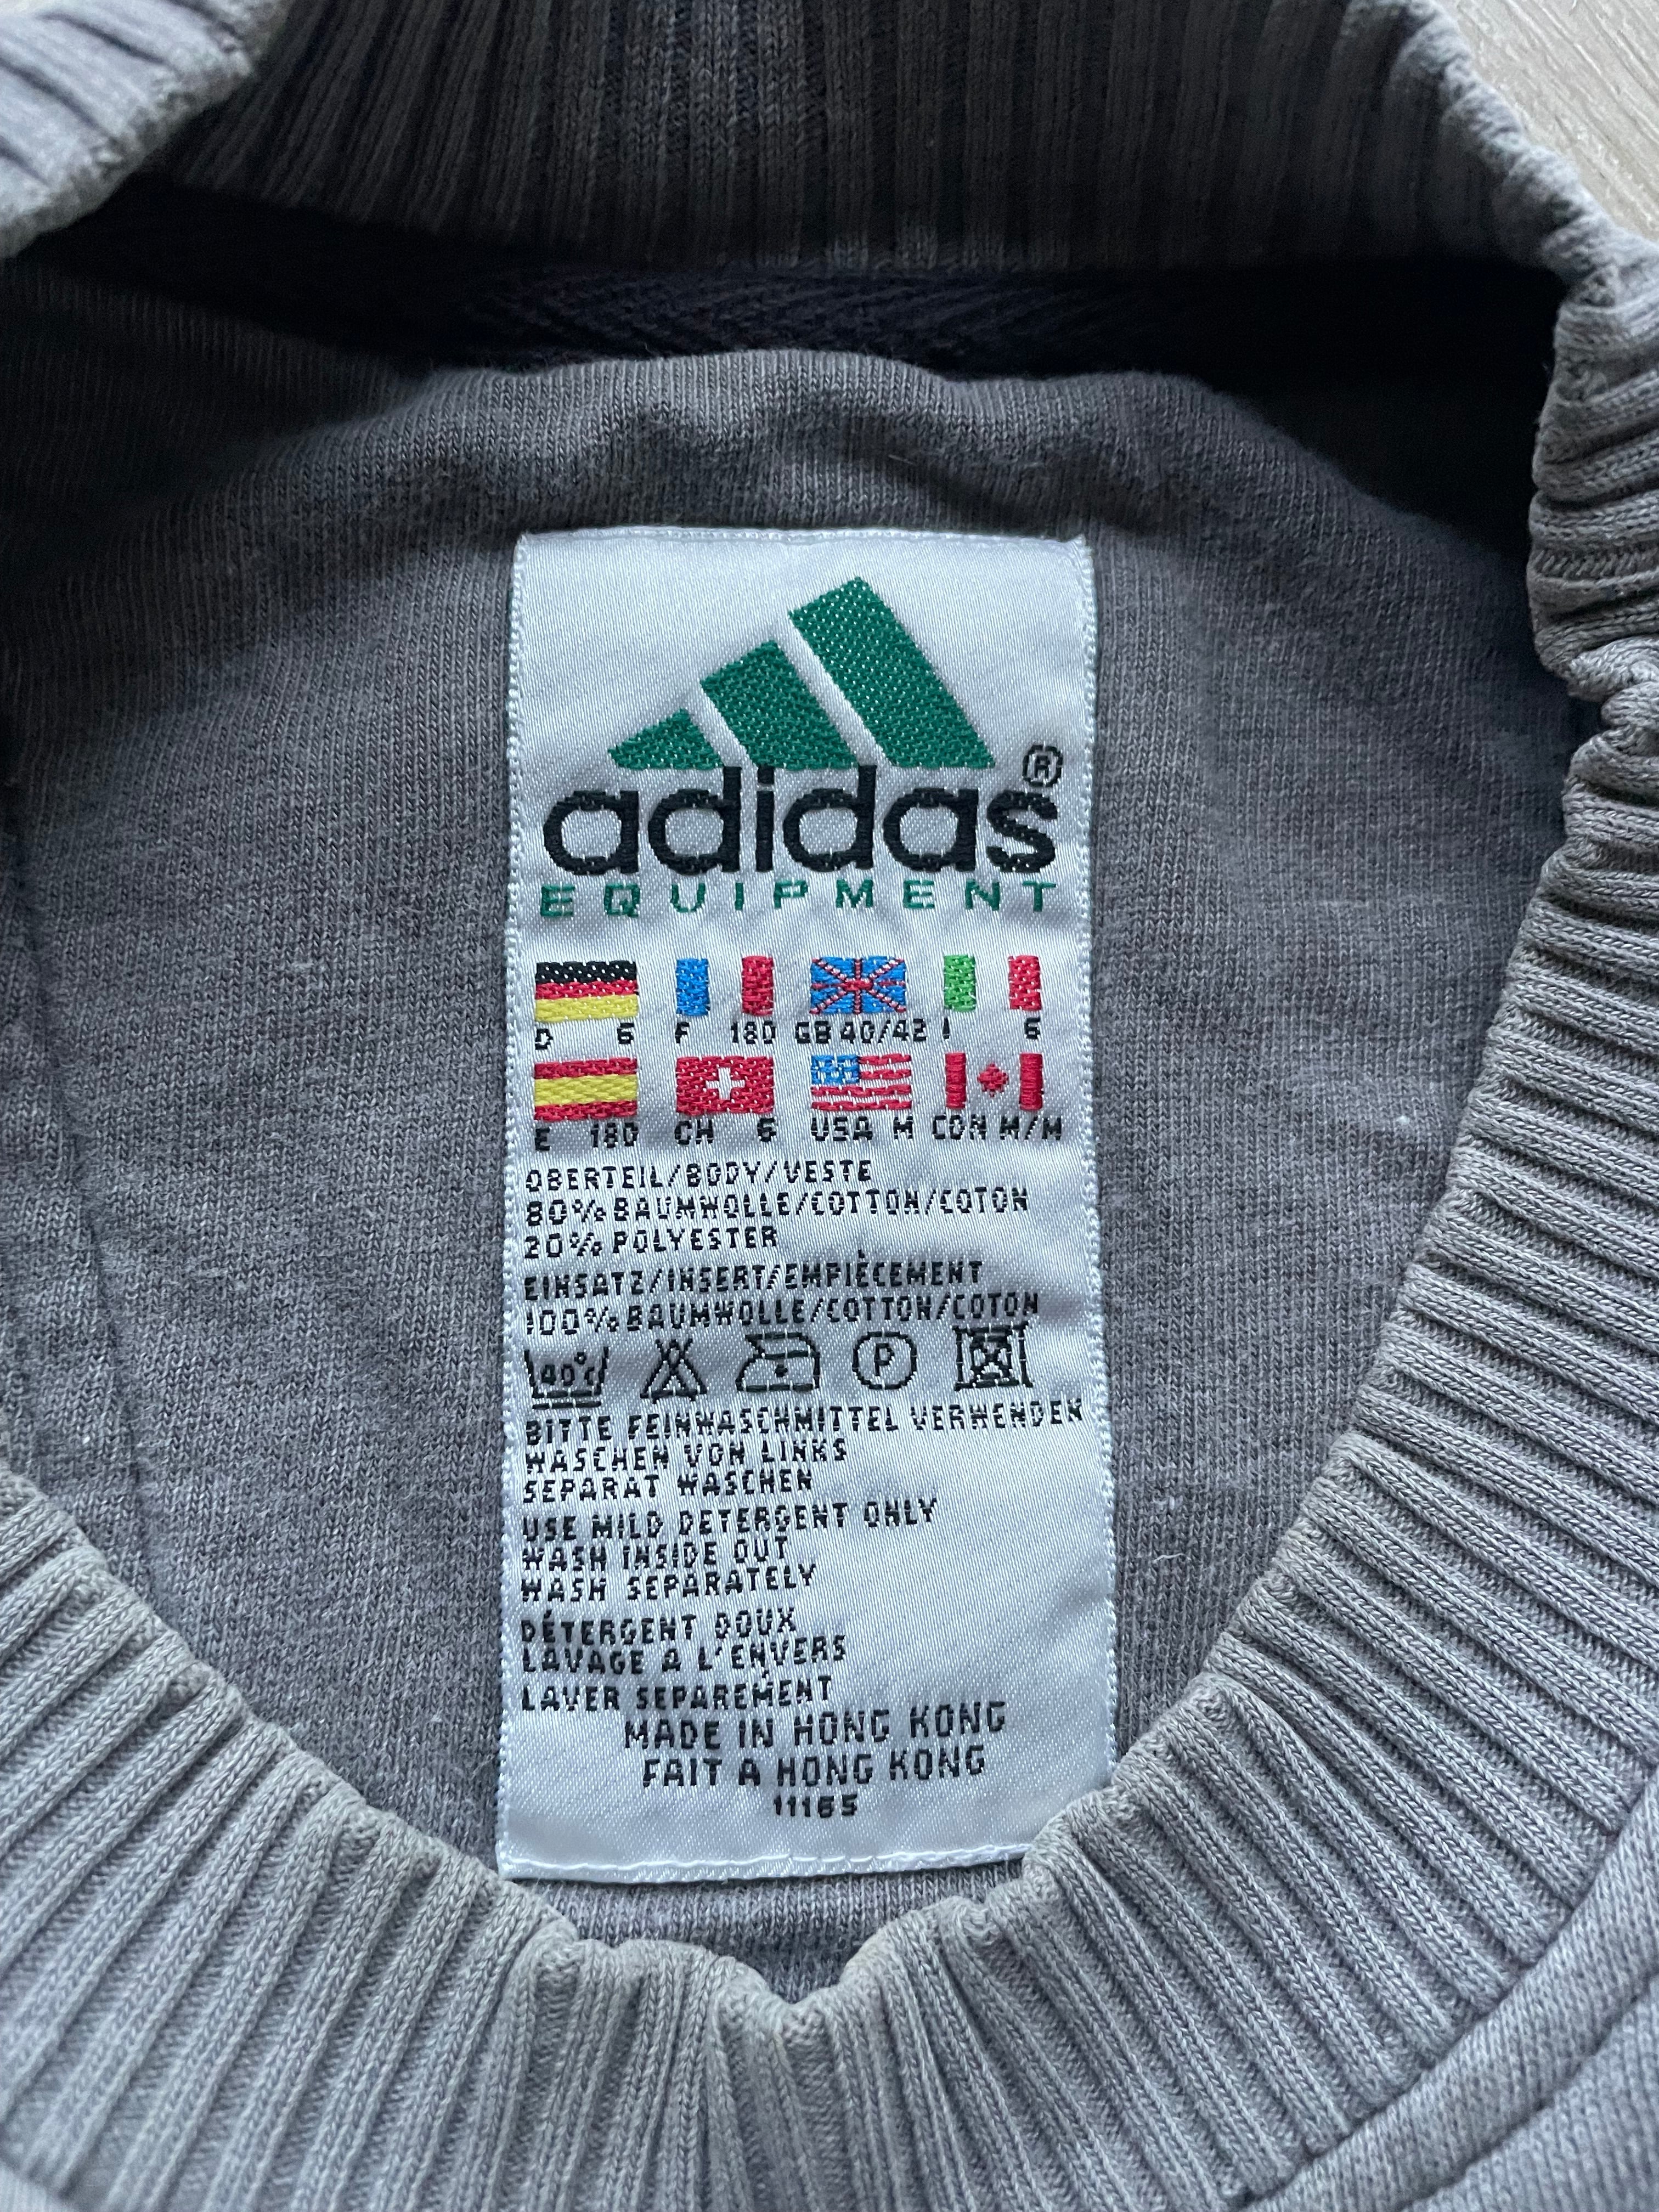 adidas®
EQUIPMENT
D 6 F 180 GB 40/42 I 6
E 180 CH 6 USA M CDN M/M
OBERTEIL/BODY/VESTE
80% BAUMWOLLE/COTTON/COTON
20% POLYESTER
EINSATZ/INSERT/EMPIÈCEMENT
100% BAUMWOLLE/COTTON/COTON
40°C P
BITTE FEINWASCHMITTEL VERWENDEN
WASCHEN VON LINKS
SEPARAT WASCHEN
USE MILD DETERGENT ONLY
WASH INSIDE OUT
WASH SEPARATELY
DÉTERGENT DOUX
LAVAGE A L'ENVERS
LAVER SEPARÉMENT
MADE IN HONG KONG
FAIT A HONG KONG
11165